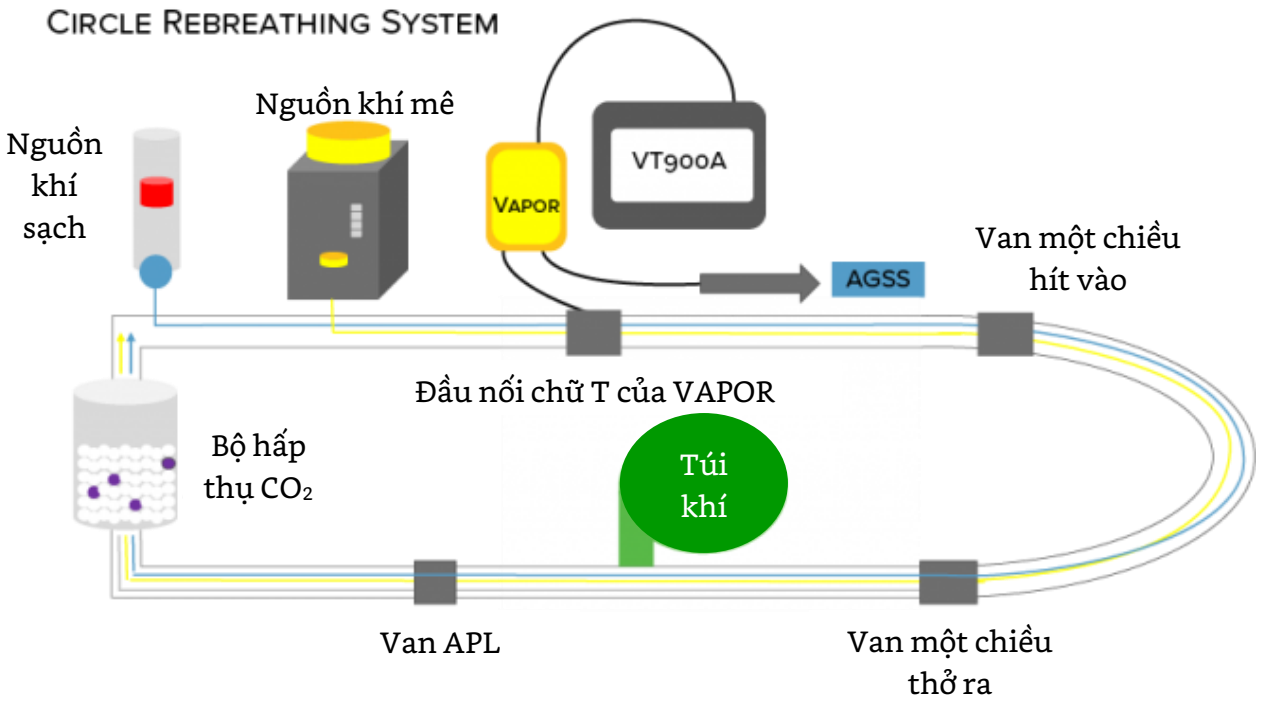 CIRCLE REBREATHING SYSTEM
Nguồn khí mê
Nguồn
khí
sạch
VT900A
VAPOR
Van một chiều
hít vào
AGSS
Đầu nối chữ T của VAPOR
Bộ hấp
thụ CO₂
Túi
khí
Van APL
Van một chiều
thở ra